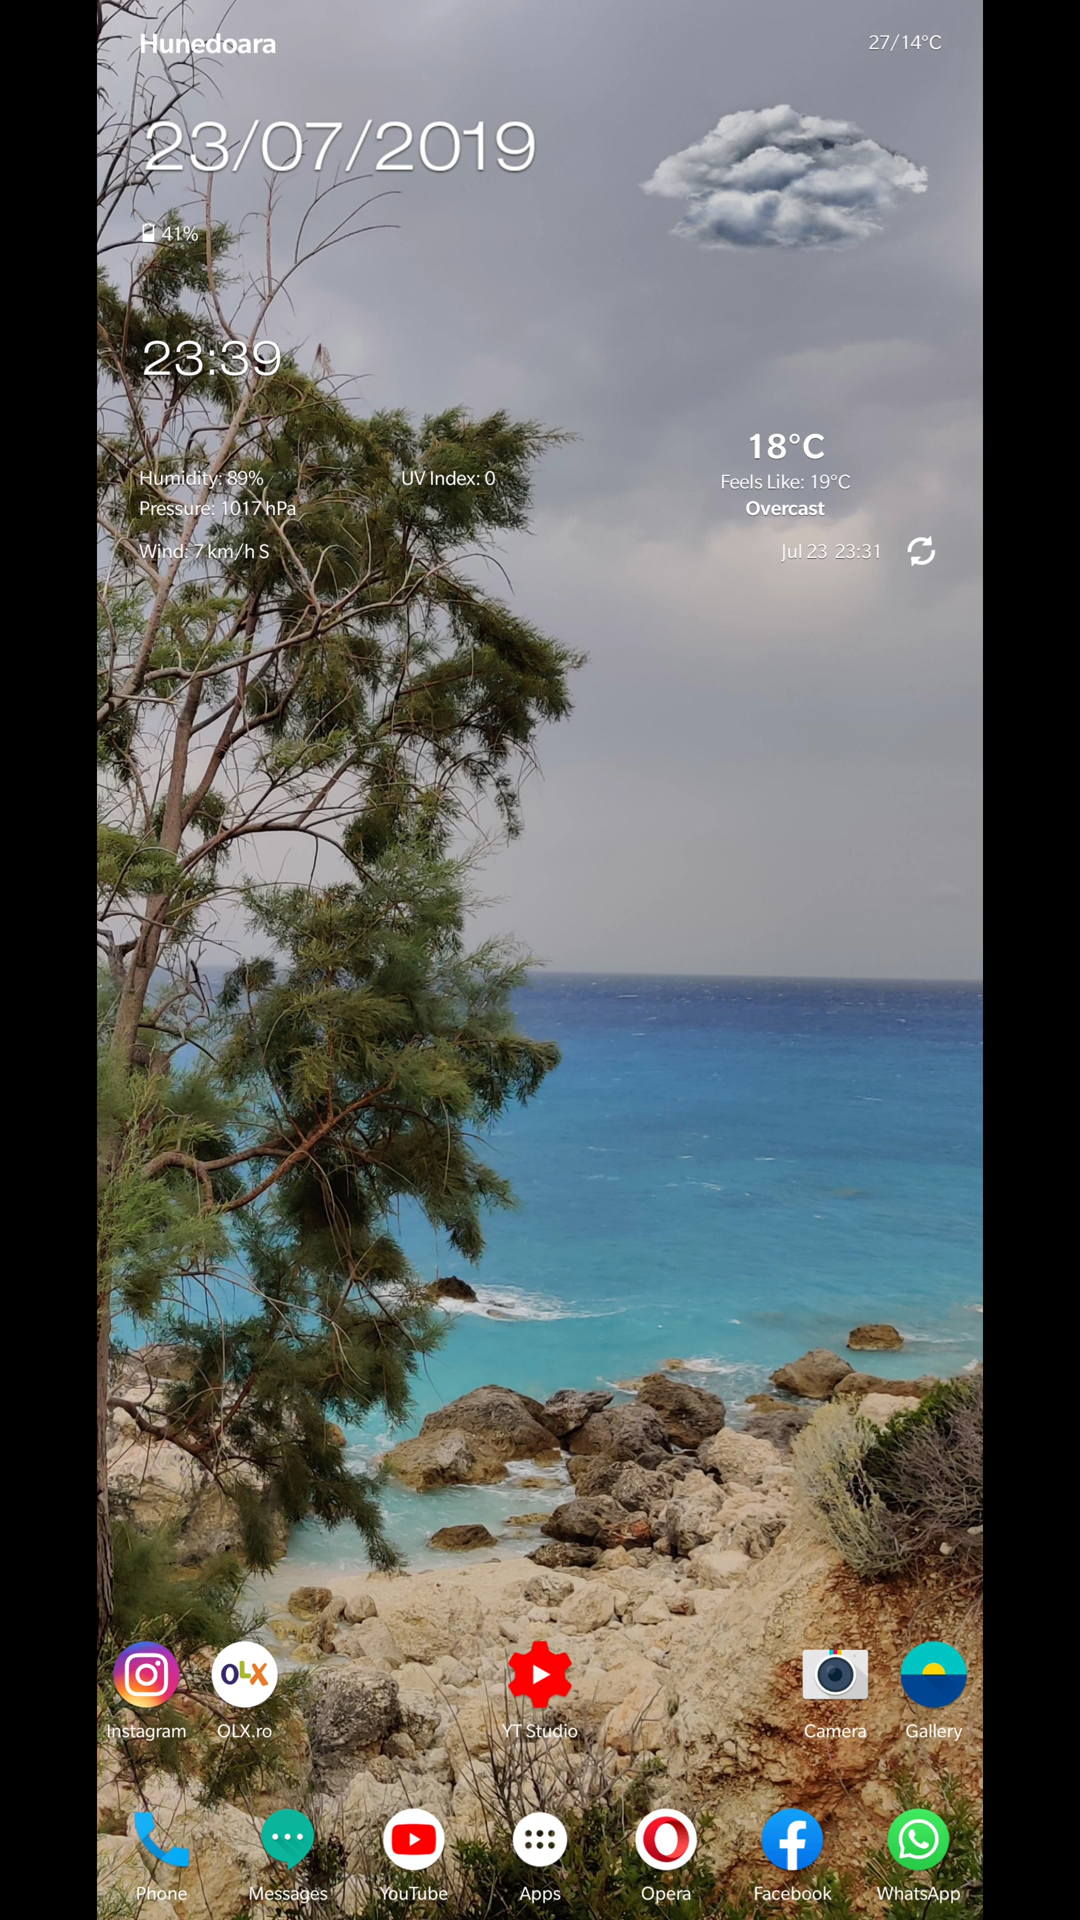 Hunedoara
27/14°C
23/07/2019
41%
23:39
18°C
Humidity: 89%
UV Index: 0
Feels Like: 19°C
Pressure: 1017 hPa
Overcast
Wind: 7 km/h S
Jul 23 23:31
OLX
Instagram
OLX.ro
YT Studio
Camera
Gallery
Phone
Messages
YouTube
Apps
Opera
Facebook
WhatsApp